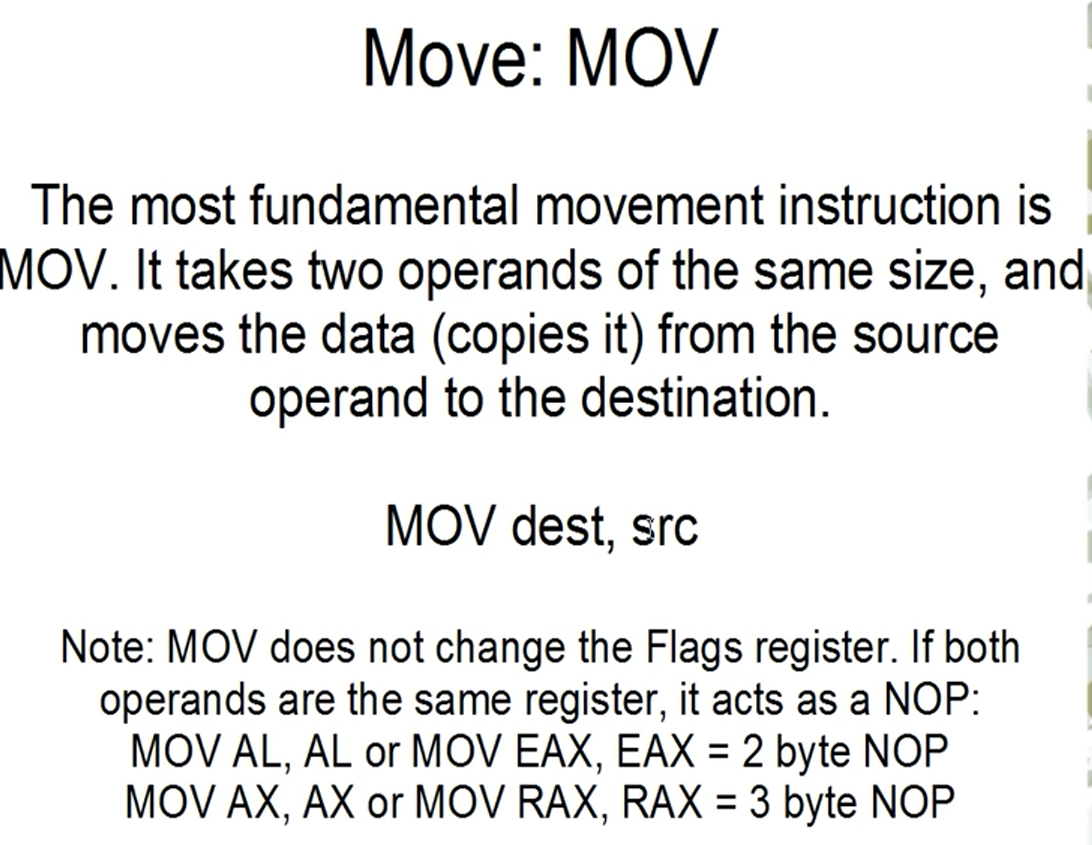 Move: MOV
The most fundamental movement instruction is
MOV. It takes two operands of the same size, and
moves the data (copies it) from the source
operand to the destination.
MOV dest, src
Note: MOV does not change the Flags register. If both
operands are the same register, it acts as a NOP:
MOV AL, AL or MOV EAX, EAX = 2 byte NOP
MOV AX, AX or MOV RAX, RAX = 3 byte NOP